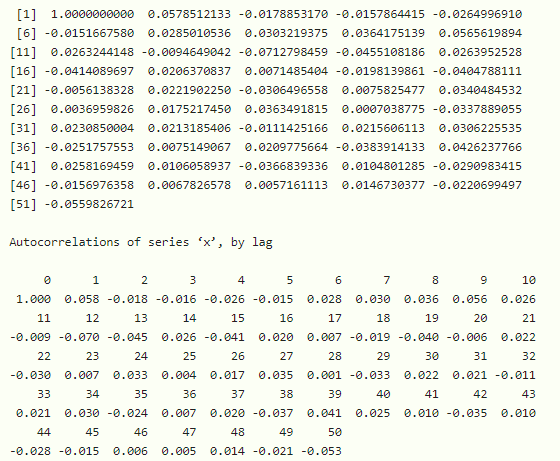 [1] 1.0000000000 0.0578512133 -0.0178853170 -0.0157864415 -0.0264996910
[6] -0.0151667580 0.0285010536 0.0303219375 0.0364175139 0.0565619894
[11] 0.0263244148 -0.0094649042 -0.0712798459 -0.0455108186 0.0263952528
[16] -0.0414089697 0.0206370837 0.0071485404 -0.0198139861 -0.0404788111
[21] -0.0056138328 0.0221902250 -0.0306496558 0.0075825477 0.0340484532
[26] 0.0036959826 0.0175217450 0.0363491815 0.0007038775 -0.0337889055
[31] 0.0230850004 0.0213185406 -0.0111425166 0.0215606113 0.0306225535
[36] -0.0251757553 0.0075149067 0.0209775664 -0.0383914133 0.0426237766
[41] 0.0258169459 0.0106058937 -0.0366839336 0.0104801285 -0.0290983415
[46] -0.0156976358 0.0067826578 0.0057161113 0.0146730377 -0.0220699497
[51] -0.0559826721
Autocorrelations of series ‘x’, by lag
0 1 2 3 4 5 6 7 8 9 10
1.000 0.058 -0.018 -0.016 -0.026 -0.015 0.028 0.030 0.036 0.056 0.026
11 12 13 14 15 16 17 18 19 20 21
-0.009 -0.070 -0.045 0.026 -0.041 0.020 0.007 -0.019 -0.040 -0.006 0.022
22 23 24 25 26 27 28 29 30 31 32
-0.030 0.007 0.033 0.004 0.017 0.035 0.001 -0.033 0.022 0.021 -0.011
33 34 35 36 37 38 39 40 41 42 43
0.021 0.030 -0.024 0.007 0.020 -0.037 0.041 0.025 0.010 -0.035 0.010
44 45 46 47 48 49 50
-0.028 -0.015 0.006 0.005 0.014 -0.021 -0.053